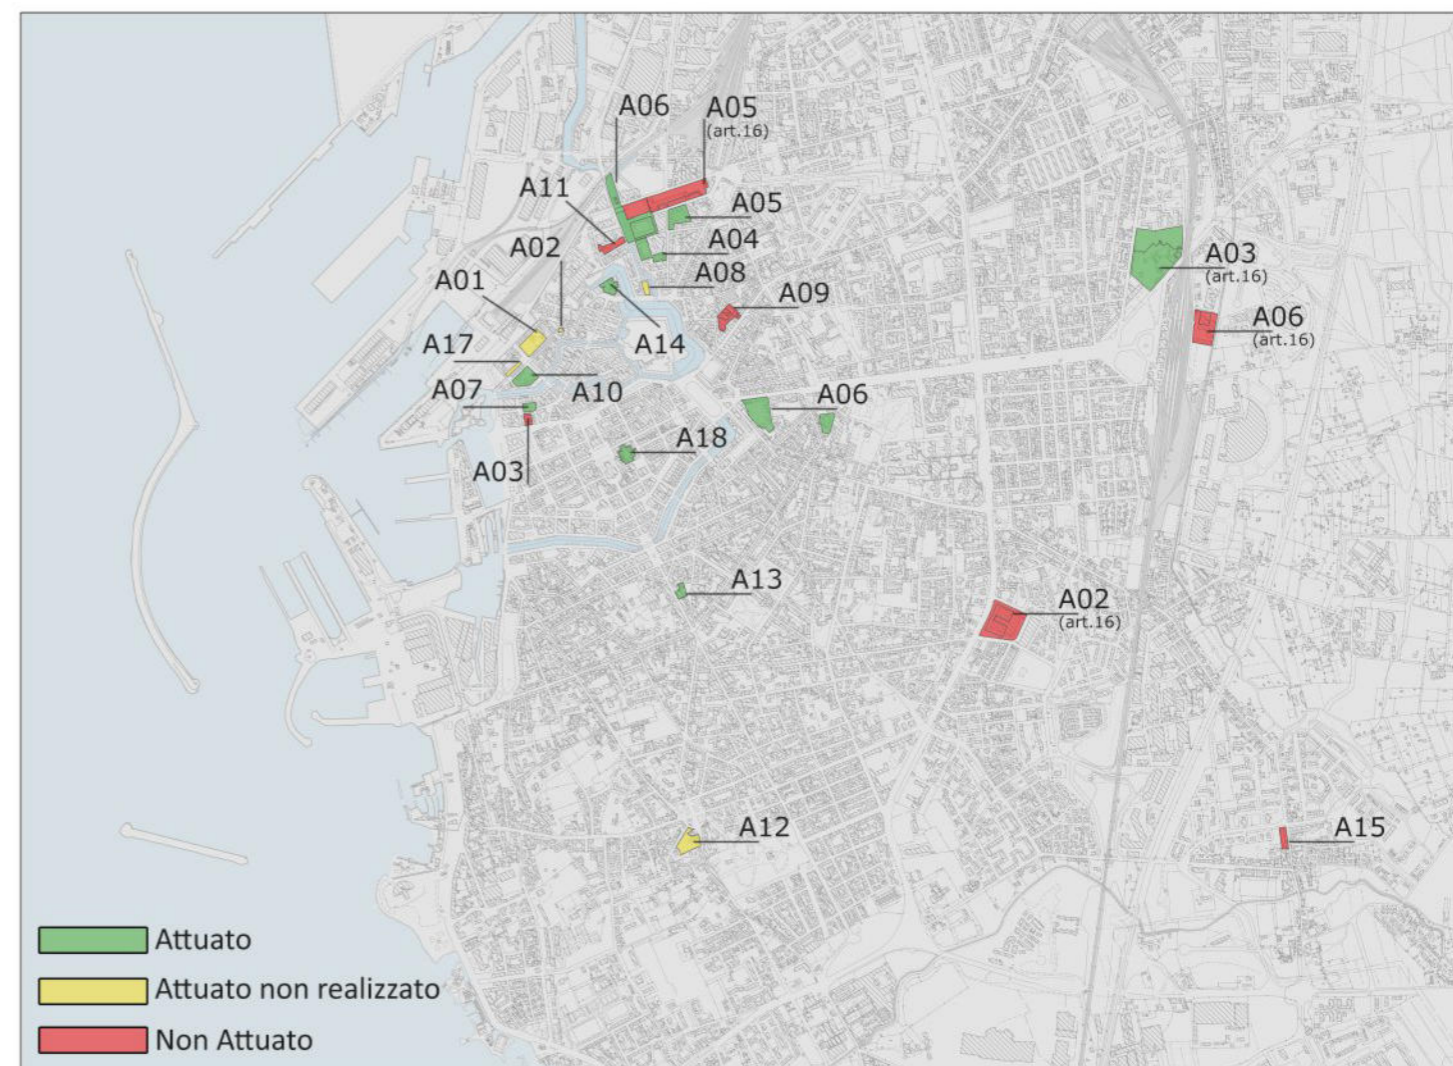 A06
A05
(art.16)
A11
A05
A02
A04
A08
A01
A09
A03
(art.16)
A06
(art.16)
A17
A14
A07
A10
A06
A18
A03
A13
A02
(art.16)
A12
A15
Attuato
Attuato non realizzato
Non Attuato